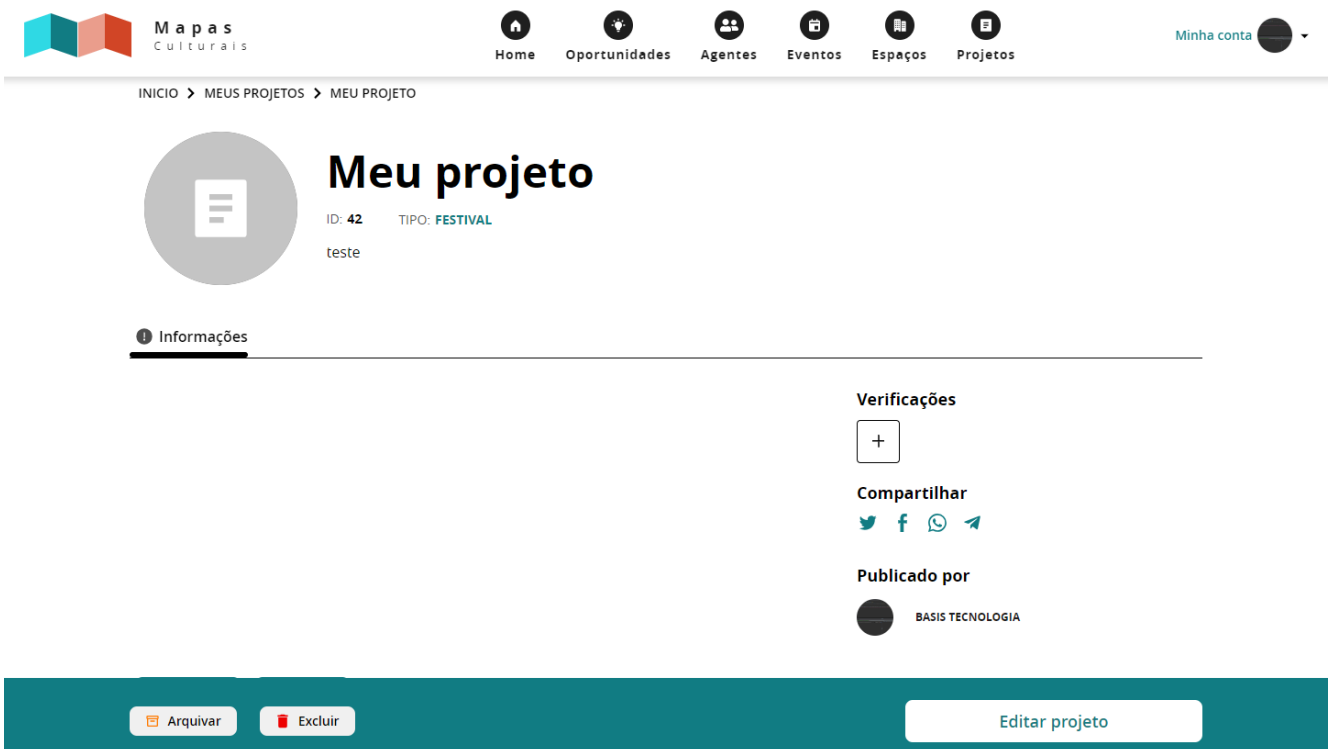 Mapas
Culturais
Home
Oportunidades
Agentes
Eventos
Espaços
Projetos
Minha conta
INICIO > MEUS PROJETOS > MEU PROJETO
Meu projeto
ID: 42 TIPO: FESTIVAL
teste
Informações
Verificações
+
Compartilhar
Publicado por
BASIS TECNOLOGIA
Arquivar
Excluir
Editar projeto